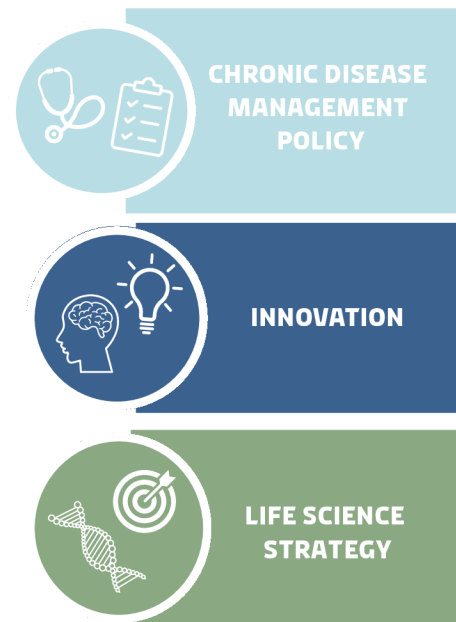 CHRONIC DISEASE
MANAGEMENT
POLICY
INNOVATION
LIFE SCIENCE
STRATEGY